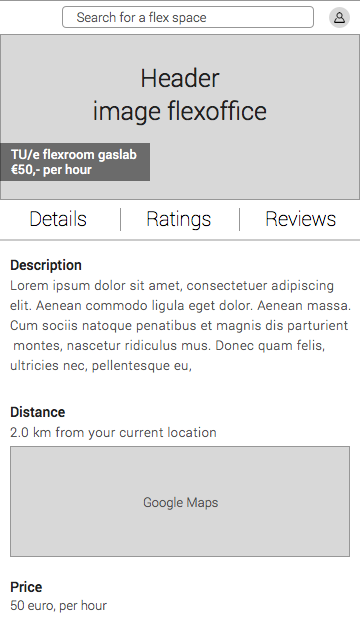 Search for a flex space
Header
image flexoffice
TU/e flexroom gaslab
€50,- per hour
Details
Ratings
Reviews
Description
Lorem ipsum dolor sit amet, consectetuer adipiscing
elit. Aenean commodo ligula eget dolor. Aenean massa.
Cum sociis natoque penatibus et magnis dis parturient
montes, nascetur ridiculus mus. Donec quam felis,
ultricies nec, pellentesque eu,
Distance
2.0 km from your current location
Google Maps
Price
50 euro, per hour